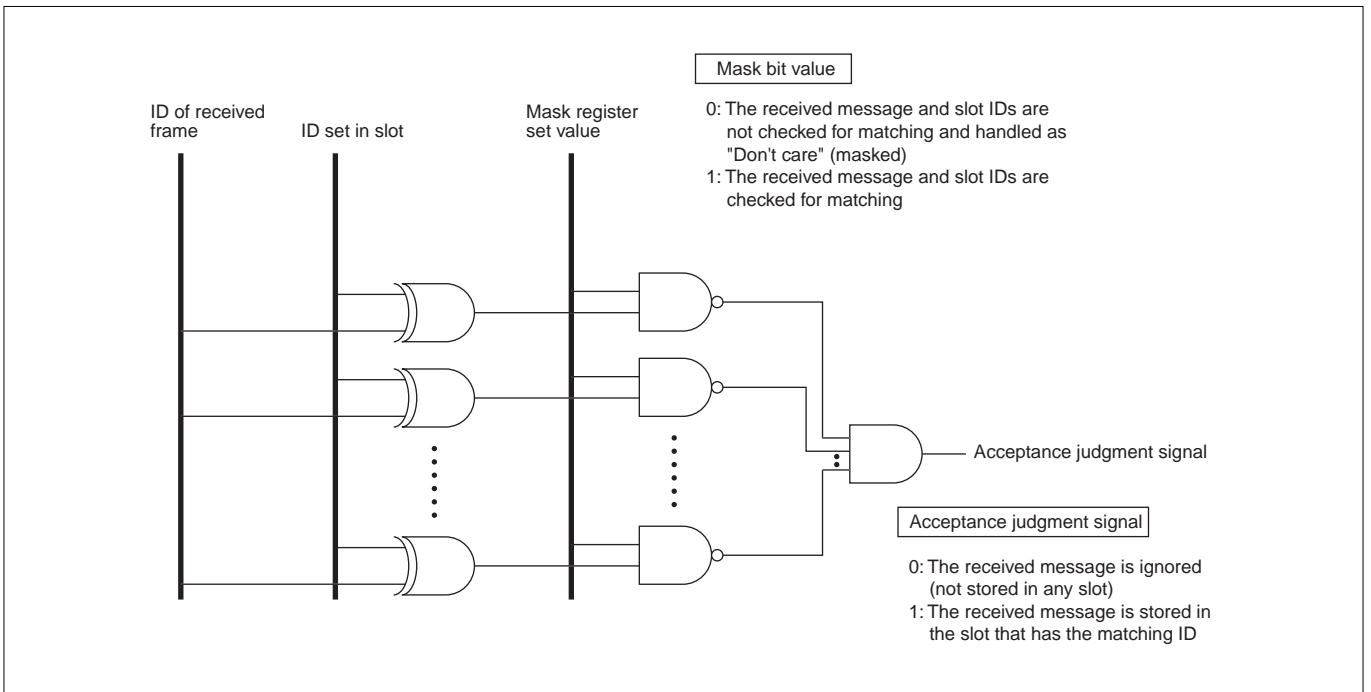 Mask bit value
0: The received message and slot IDs are
not checked for matching and handled as
"Don't care" (masked)
1: The received message and slot IDs are
checked for matching
ID of received
frame
ID set in slot
Mask register
set value
Acceptance judgment signal
Acceptance judgment signal
0: The received message is ignored
(not stored in any slot)
1: The received message is stored in
the slot that has the matching ID